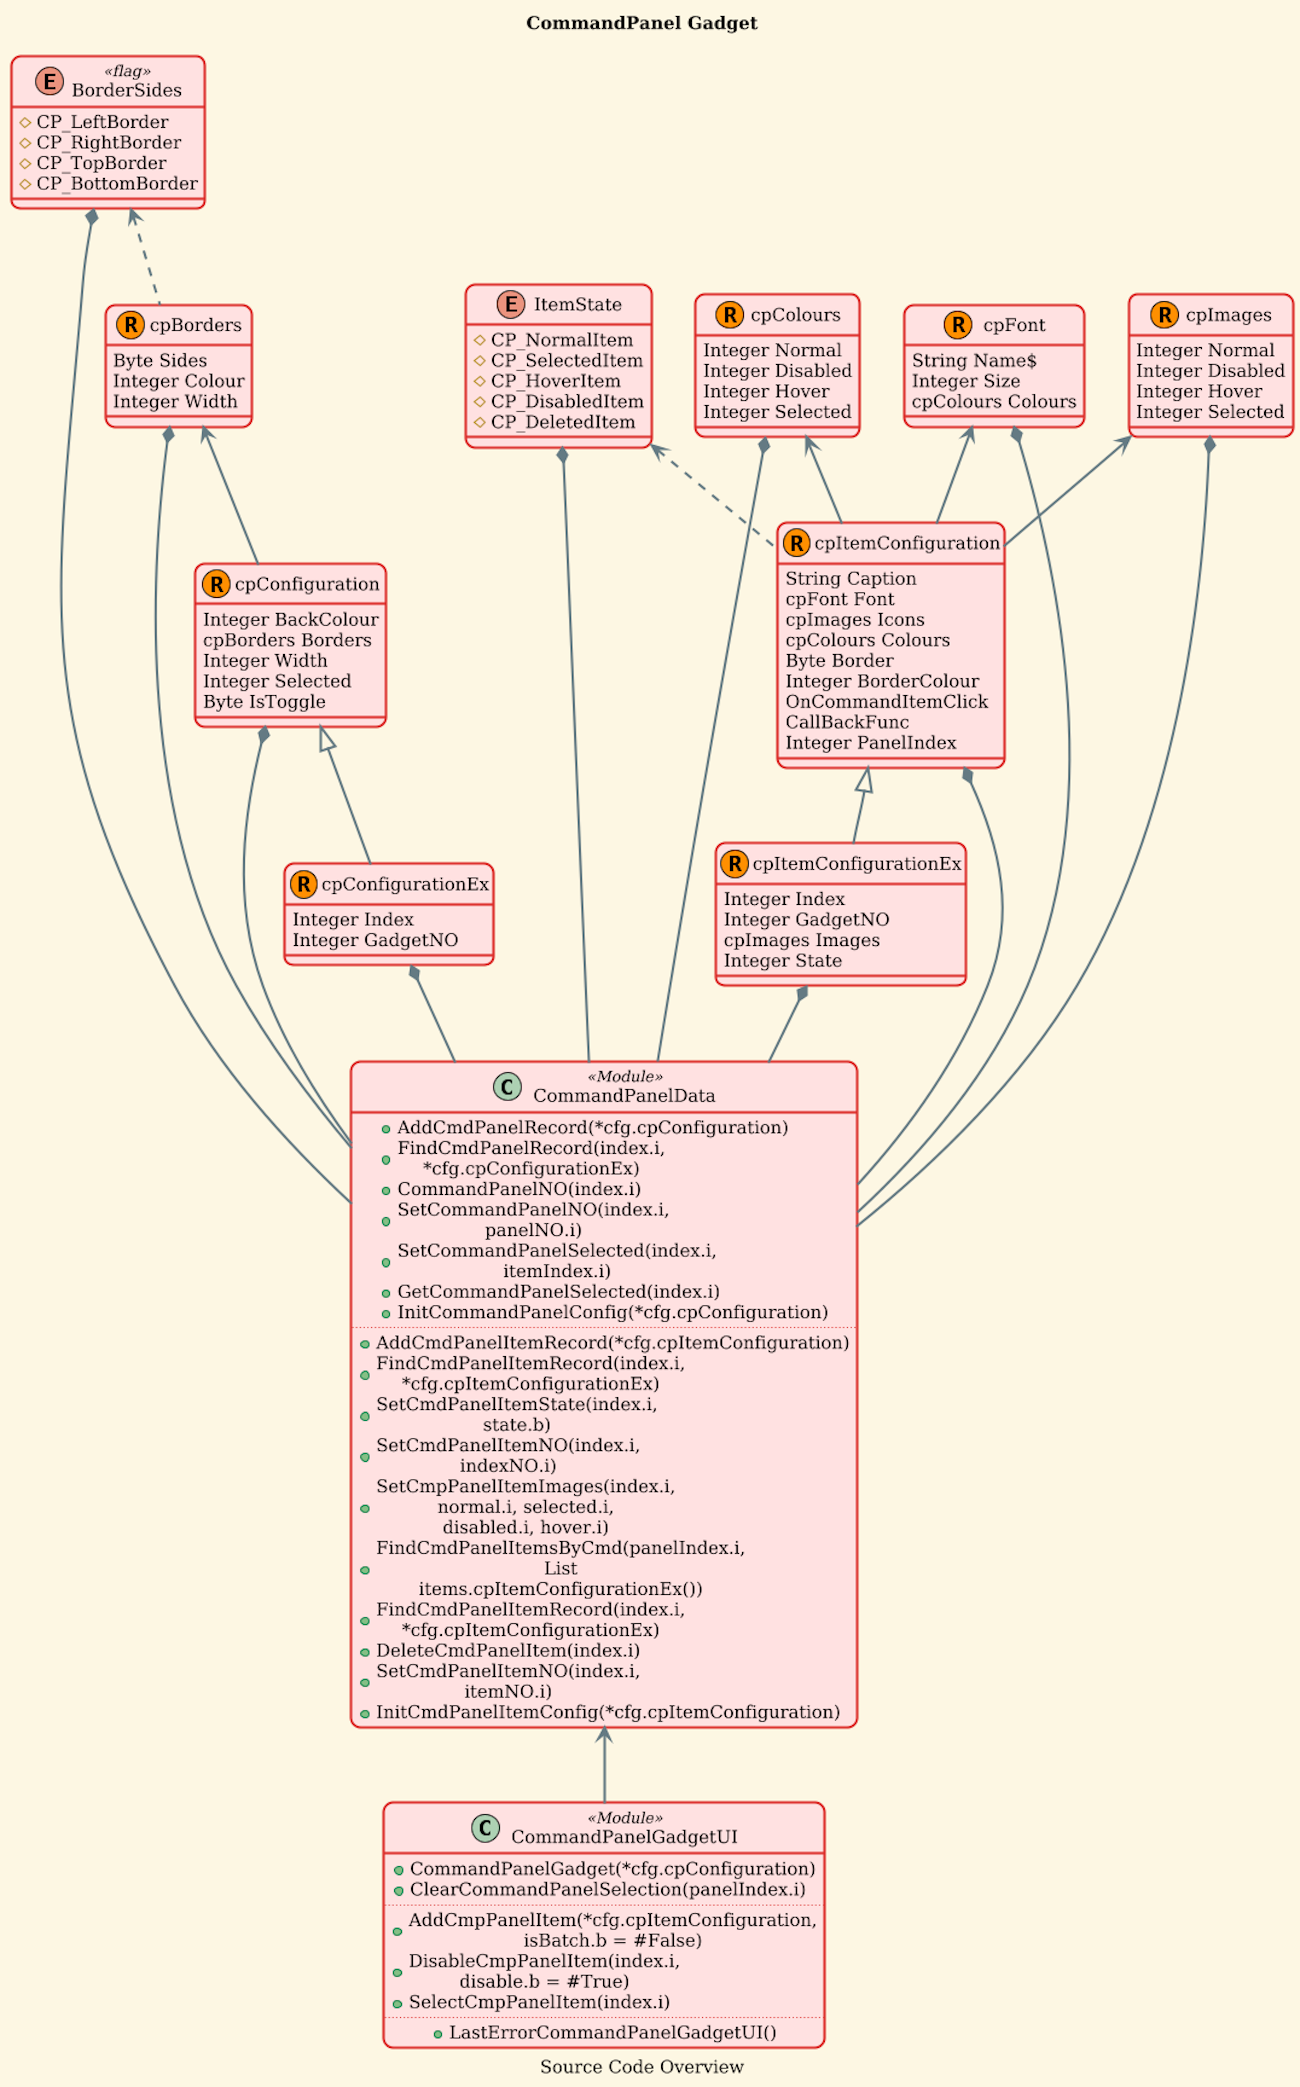 CommandPanel Gadget
E
«flag»
BorderSides
CP_LeftBorder
CP_RightBorder
CP_TopBorder
CP_BottomBorder
R cpBorders
Byte Sides
Integer Colour
Integer Width
E ItemState
CP_NormalItem
CP_SelectedItem
CP_HoverItem
CP_DisabledItem
CP_DeletedItem
R cpColours
Integer Normal
Integer Disabled
Integer Hover
Integer Selected
R cpFont
String Name$
Integer Size
cpColours Colours
R cpImages
Integer Normal
Integer Disabled
Integer Hover
Integer Selected
R cpConfiguration
Integer BackColour
cpBorders Borders
Integer Width
Integer Selected
Byte IsToggle
R cpItemConfiguration
String Caption
cpFont Font
cpImages Icons
cpColours Colours
Byte Border
Integer BorderColour
OnCommandItemClick
CallBackFunc
Integer PanelIndex
R cpConfigurationEx
Integer Index
Integer GadgetNO
R cpItemConfigurationEx
Integer Index
Integer GadgetNO
cpImages Images
Integer State
C
«Module»
CommandPanelData
AddCmdPanelRecord(*cfg.cpConfiguration)
FindCmdPanelRecord(index.i,
*cfg.cpConfigurationEx)
CommandPanelNO(index.i)
SetCommandPanelNO(index.i,
panelNO.i)
SetCommandPanelSelected(index.i,
itemIndex.i)
GetCommandPanelSelected(index.i)
InitCommandPanelConfig(*cfg.cpConfiguration)
AddCmdPanelItemRecord(*cfg.cpItemConfiguration)
FindCmdPanelItemRecord(index.i,
*cfg.cpItemConfigurationEx)
SetCmdPanelItemState(index.i,
state.b)
SetCmdPanelItemNO(index.i,
indexNO.i)
SetCmpPanelItemImages(index.i,
normal.i, selected.i,
disabled.i, hover.i)
FindCmdPanelItemsByCmd(panelIndex.i,
List
items.cpItemConfigurationEx())
FindCmdPanelItemRecord(index.i,
*cfg.cpItemConfigurationEx)
DeleteCmdPanelItem(index.i)
SetCmdPanelItemNO(index.i,
itemNO.i)
InitCmdPanelItemConfig(*cfg.cpItemConfiguration)
C
«Module»
CommandPanelGadgetUI
CommandPanelGadget(*cfg.cpConfiguration)
ClearCommandPanelSelection(panelIndex.i)
AddCmpPanelItem(*cfg.cpItemConfiguration,
isBatch.b = #False)
DisableCmpPanelItem(index.i,
disable.b = #True)
SelectCmpPanelItem(index.i)
LastErrorCommandPanelGadgetUI()
Source Code Overview